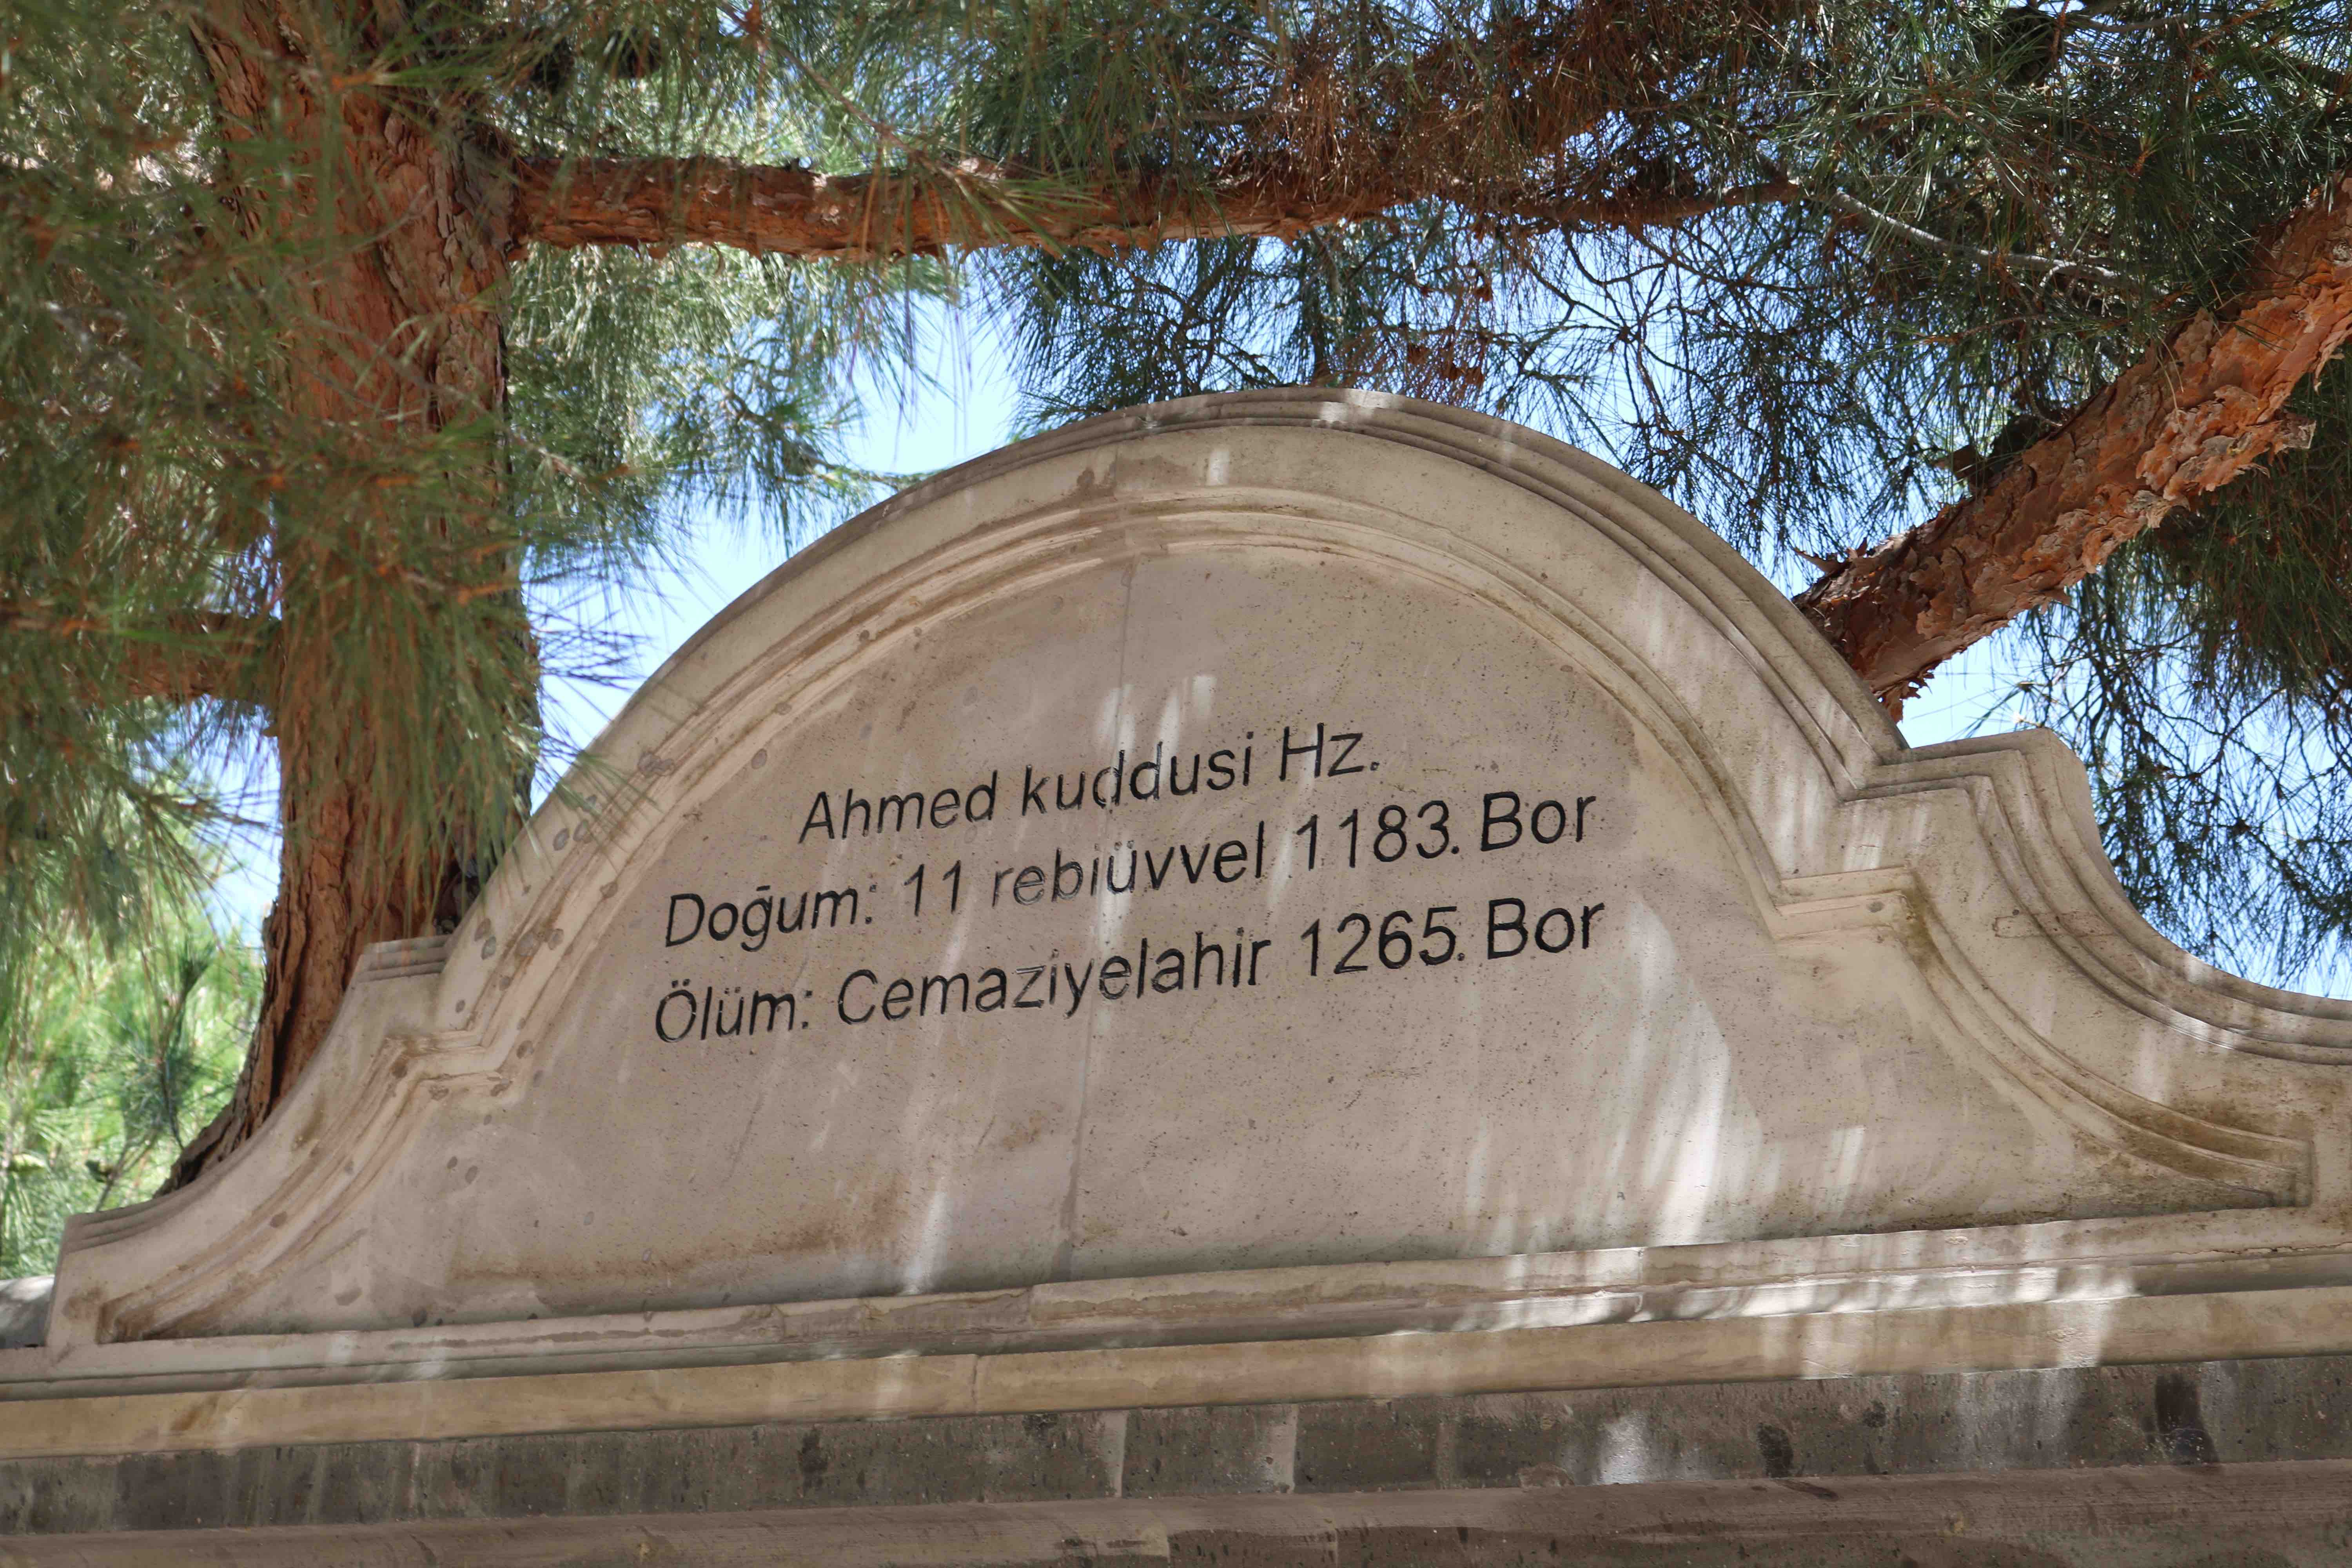 Ahmed kuddusi Hz.
Doğum: 11 rebiüvvel 1183. Bor
Ölüm: Cemaziyelahir 1265. Bor